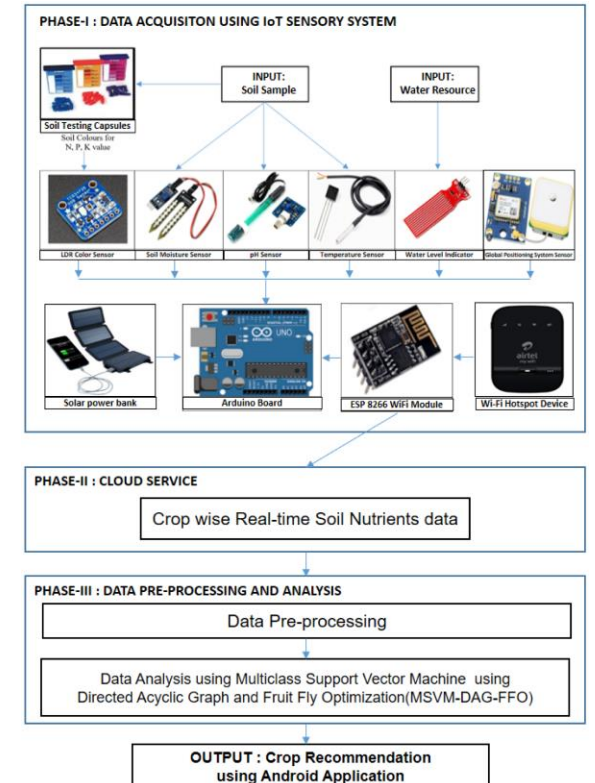 PHASE-I : DATA ACQUISITON USING IoT SENSORY SYSTEM
INPUT:
Soil Sample
INPUT:
Water Resource
Soil Testing Capsules
Soil Colours for
N, P, K value
LDR Color Sensor
Soil Moisture Sensor
pH Sensor
Temperature Sensor
Water Level Indicator
Global Positioning System Sensor
UNO
airtel
Solar power bank
Arduino Board
ESP 8266 WiFi Module
Wi-Fi Hotspot Device
PHASE-II : CLOUD SERVICE
Crop wise Real-time Soil Nutrients data
PHASE-III : DATA PRE-PROCESSING AND ANALYSIS
Data Pre-processing
Data Analysis using Multiclass Support Vector Machine using
Directed Acyclic Graph and Fruit Fly Optimization(MSVM-DAG-FFO)
OUTPUT : Crop Recommendation
using Android Application